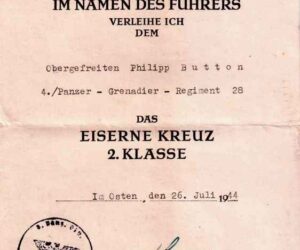 IM NAMEN DES FÜHRERS
VERLEIHE ICH
DEM
Obergefreiten Philipp Button
4./Panzer - Grenadier - Regiment 28
DAS
EISERNE KREUZ
2. KLASSE
Im Osten, den 26. Juli 1944